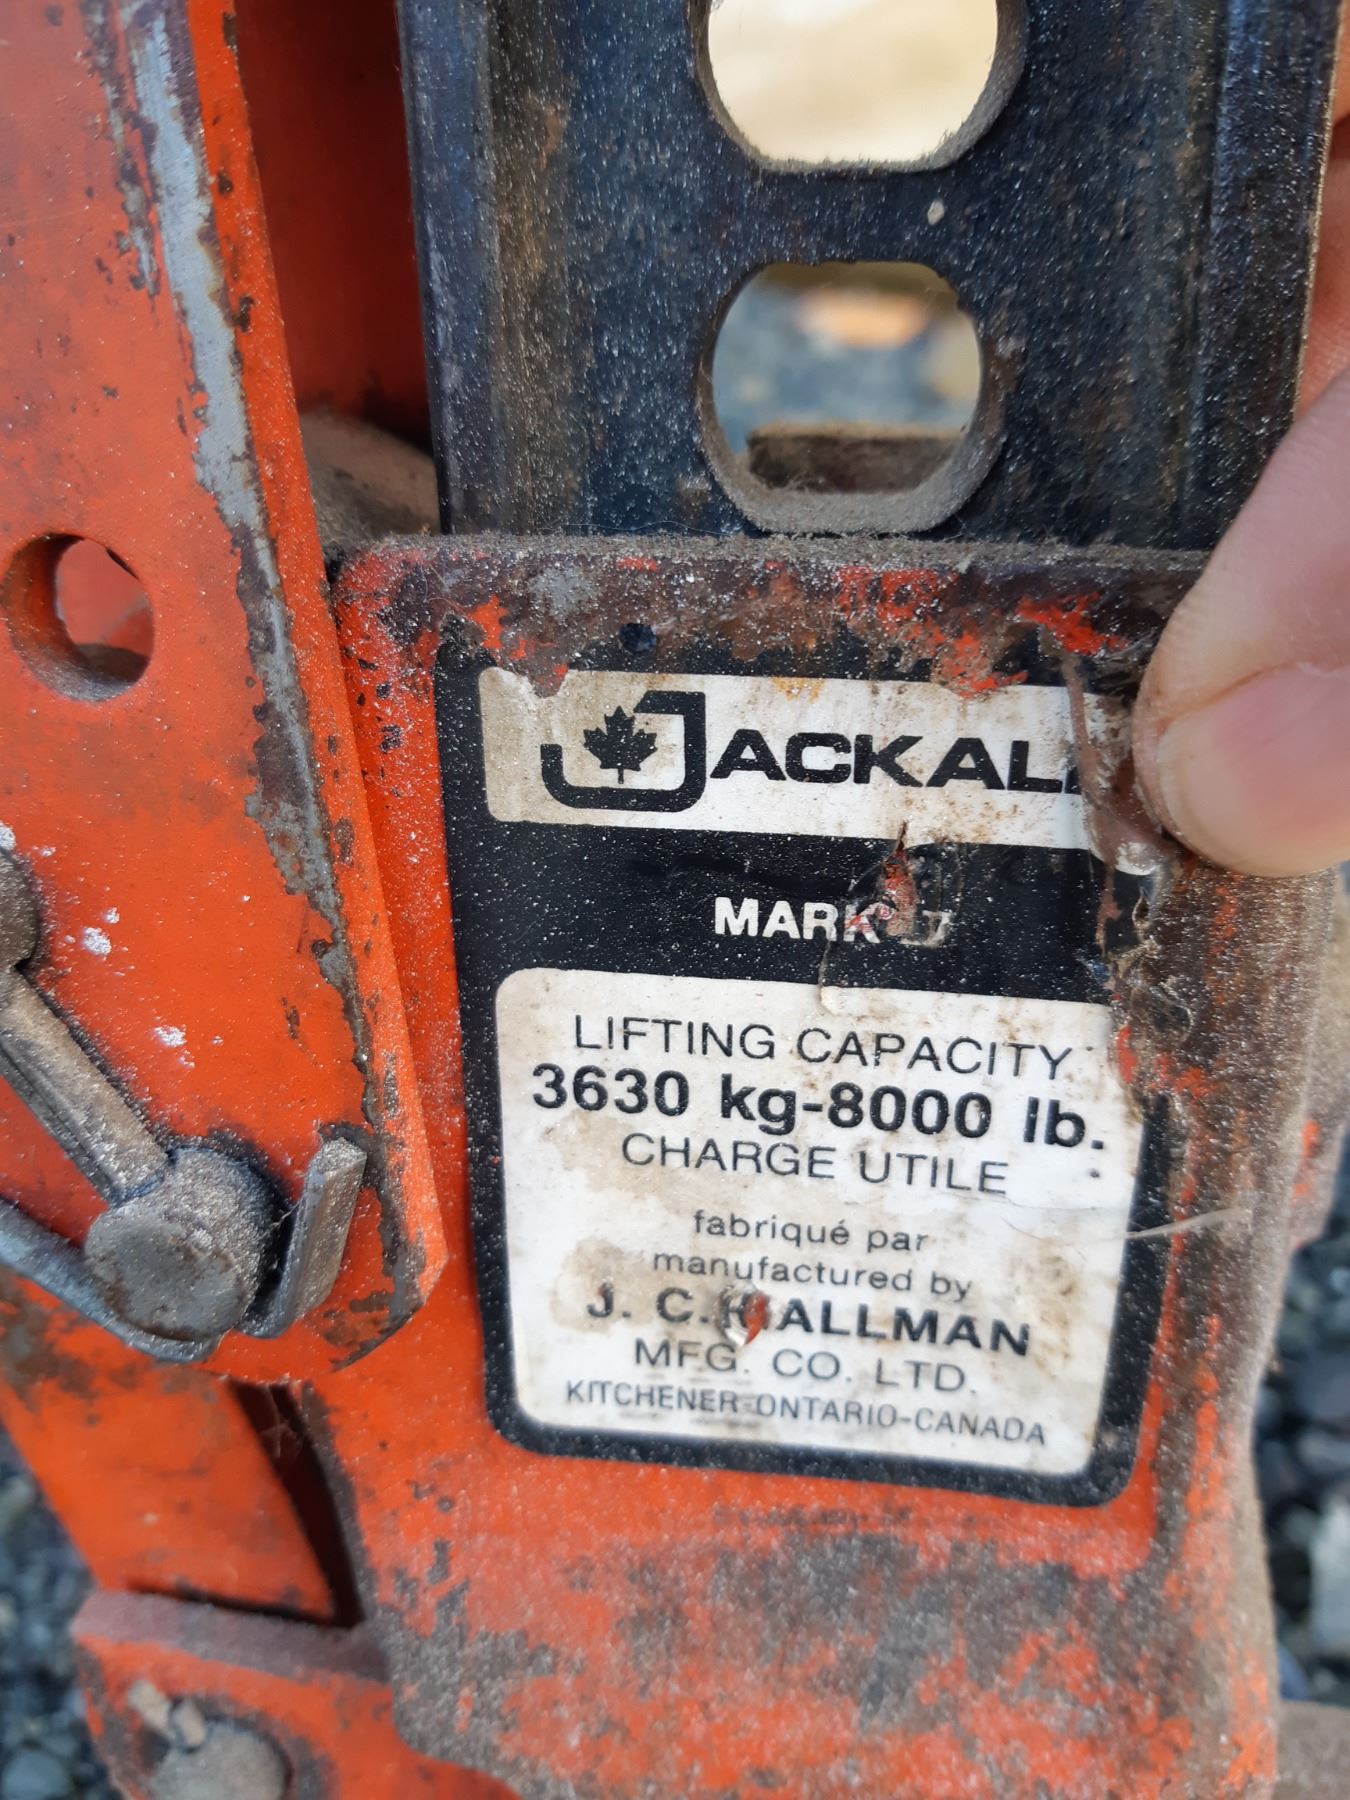 JACKAL
MARK
LIFTING CAPACITY
3630 kg-8000 lb.
CHARGE UTILE
fabriqué par
manufactured by
J. C. HALLMAN
MFG. CO. LTD.
KITCHENER-ONTARIO-CANADA